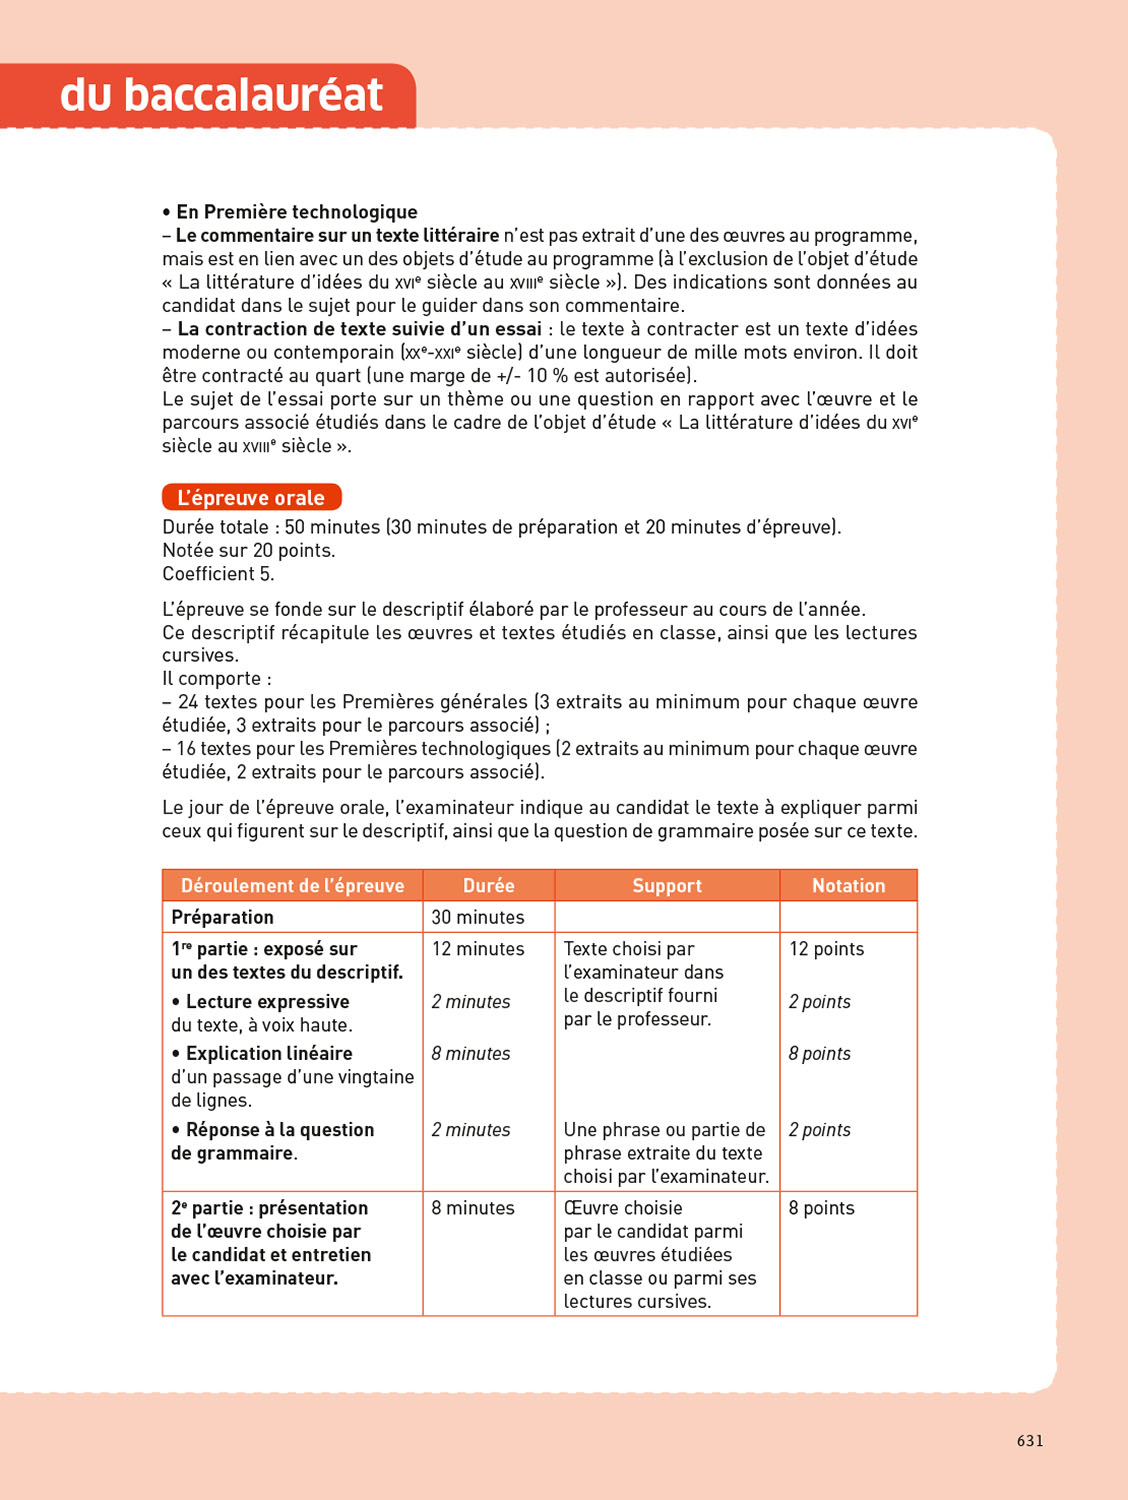 du baccalauréat
• En Première technologique
– Le commentaire sur un texte littéraire n’est pas extrait d’une des œuvres au programme,
mais est en lien avec un des objets d’étude au programme (à l’exclusion de l’objet d’étude
« La littérature d’idées du XVIe siècle au XVIIIe siècle »). Des indications sont données au
candidat dans le sujet pour le guider dans son commentaire.
– La contraction de texte suivie d’un essai : le texte à contracter est un texte d’idées
moderne ou contemporain (XXe-XXIe siècle) d’une longueur de mille mots environ. Il doit
être contracté au quart (une marge de +/- 10 % est autorisée).
Le sujet de l’essai porte sur un thème ou une question en rapport avec l’œuvre et le
parcours associé étudiés dans le cadre de l’objet d’étude « La littérature d’idées du XVIe
siècle au XVIIIe siècle ».
L’épreuve orale
Durée totale : 50 minutes (30 minutes de préparation et 20 minutes d’épreuve).
Notée sur 20 points.
Coefficient 5.
L’épreuve se fonde sur le descriptif élaboré par le professeur au cours de l’année.
Ce descriptif récapitule les œuvres et textes étudiés en classe, ainsi que les lectures
cursives.
Il comporte :
– 24 textes pour les Premières générales (3 extraits au minimum pour chaque œuvre
étudiée, 3 extraits pour le parcours associé) ;
– 16 textes pour les Premières technologiques (2 extraits au minimum pour chaque œuvre
étudiée, 2 extraits pour le parcours associé).
Le jour de l’épreuve orale, l’examinateur indique au candidat le texte à expliquer parmi
ceux qui figurent sur le descriptif, ainsi que la question de grammaire posée sur ce texte.
Déroulement de l’épreuve Durée Support Notation
Préparation 30 minutes
1re partie : exposé sur 12 minutes Texte choisi par 12 points
un des textes du descriptif. l’examinateur dans
le descriptif fourni
• Lecture expressive 2 minutes 2 points
par le professeur.
du texte, à voix haute.
• Explication linéaire 8 minutes 8 points
d’un passage d’une vingtaine
de lignes.
• Réponse à la question 2 minutes Une phrase ou partie de 2 points
de grammaire. phrase extraite du texte
choisi par l’examinateur.
2e partie : présentation 8 minutes Œuvre choisie 8 points
de l’œuvre choisie par par le candidat parmi
le candidat et entretien les œuvres étudiées
avec l’examinateur. en classe ou parmi ses
lectures cursives.
631